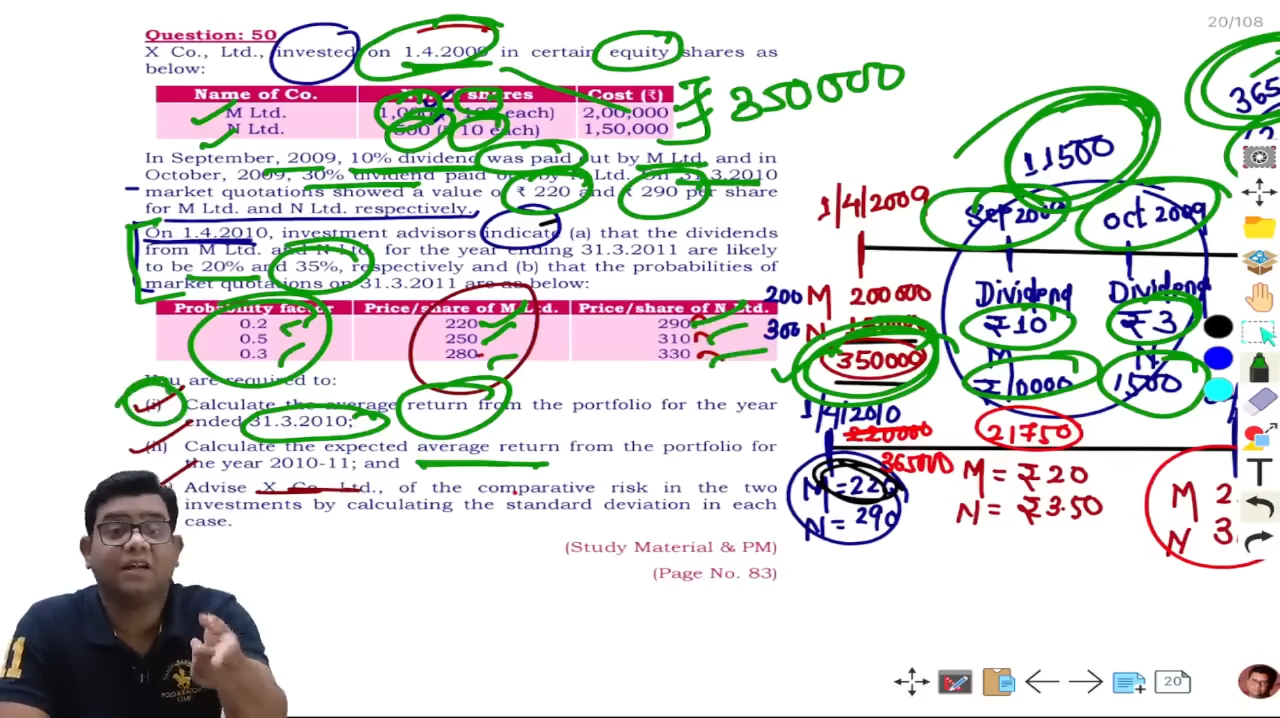 20/108
Question: 50
X Co., Ltd., invested on 1.4.2009 in certain equity shares as
below:
Name of Co. shares Cost (₹)
M Ltd. each) 2,00,000
N Ltd. 500 (₹ 10 each) 1,50,000
350000
In September, 2009, 10% dividend was paid out by M Ltd. and in
October, 2009, 30% dividend paid out by Ltd. On 31.3.2010
market quotations showed a value of ₹ 220 and ₹ 290 per share
for M Ltd. and N Ltd. respectively.
On 1.4.2010, investment advisors indicate (a) that the dividends
from M Ltd. and N Ltd. for the year ending 31.3.2011 are likely
to be 20% and 35%, respectively and (b) that the probabilities of
market quotations on 31.3.2011 are as below:
Probability factor Price/share of M Ltd. Price/share of N Ltd.
0.2 220 290
0.5 250 310
0.3 280 330
You are required to:
(i) Calculate the average return from the portfolio for the year
ended 31.3.2010;
(ii) Calculate the expected average return from the portfolio for
the year 2010-11; and
Advise X Co. Ltd., of the comparative risk in the two
investments by calculating the standard deviation in each
case.
(Study Material & PM)
(Page No. 83)
365
11500
1/4/2009
Sep 2009 oct 2009
200 M 200000
300 N
350000
Dividend Dividend
₹10 ₹3
M N
₹10000 1500
1/4/2010
220000
365000
21750
M = 220
N = 290
M = ₹20
N = ₹3.50
M 2
N 3
T
20